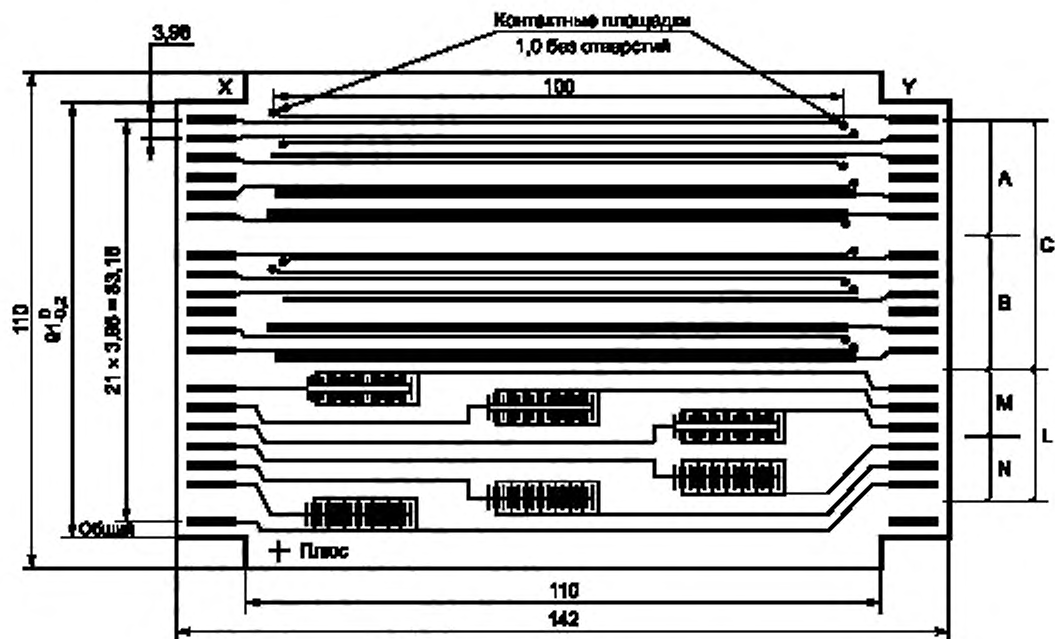 Контактные площадки
1,0 без отверстий
3,96
X
100
Y
A
C
B
110
21 × 3,96 = 83,16
M
L
N
Общий
Плюс
110
142